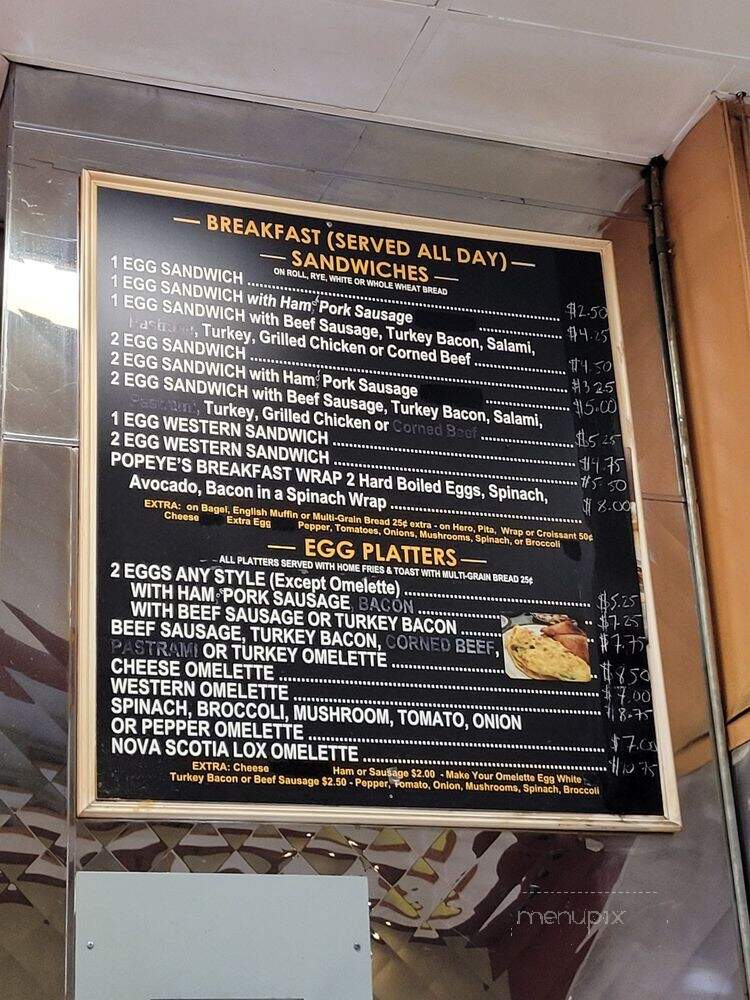 — BREAKFAST (SERVED ALL DAY) —
— SANDWICHES —
ON ROLL, RYE, WHITE OR WHOLE WHEAT BREAD
1 EGG SANDWICH $2.50
1 EGG SANDWICH with Ham & Pork Sausage $4.25
1 EGG SANDWICH with Beef Sausage, Turkey Bacon, Salami,
Pastrami, Turkey, Grilled Chicken or Corned Beef $4.50
2 EGG SANDWICH $3.25
2 EGG SANDWICH with Ham & Pork Sausage $5.00
2 EGG SANDWICH with Beef Sausage, Turkey Bacon, Salami,
Pastrami, Turkey, Grilled Chicken or Corned Beef $5.25
1 EGG WESTERN SANDWICH $4.75
2 EGG WESTERN SANDWICH $5.50
POPEYE'S BREAKFAST WRAP 2 Hard Boiled Eggs, Spinach,
Avocado, Bacon in a Spinach Wrap $8.00
EXTRA: on Bagel, English Muffin or Multi-Grain Bread 25¢ extra - on Hero, Pita, Wrap or Croissant 50¢
Cheese Extra Egg Pepper, Tomatoes, Onions, Mushrooms, Spinach, or Broccoli
— EGG PLATTERS —
ALL PLATTERS SERVED WITH HOME FRIES & TOAST WITH MULTI-GRAIN BREAD 25¢
2 EGGS ANY STYLE (Except Omelette) $5.25
WITH HAM & PORK SAUSAGE, BACON $7.25
WITH BEEF SAUSAGE OR TURKEY BACON $7.75
BEEF SAUSAGE, TURKEY BACON, CORNED BEEF,
PASTRAMI OR TURKEY OMELETTE $8.50
CHEESE OMELETTE $7.00
WESTERN OMELETTE $8.75
SPINACH, BROCCOLI, MUSHROOM, TOMATO, ONION
OR PEPPER OMELETTE $7.00
NOVA SCOTIA LOX OMELETTE $10.75
EXTRA: Cheese Ham or Sausage $2.00 - Make Your Omelette Egg White
Turkey Bacon or Beef Sausage $2.50 - Pepper, Tomato, Onion, Mushrooms, Spinach, Broccoli
menupix